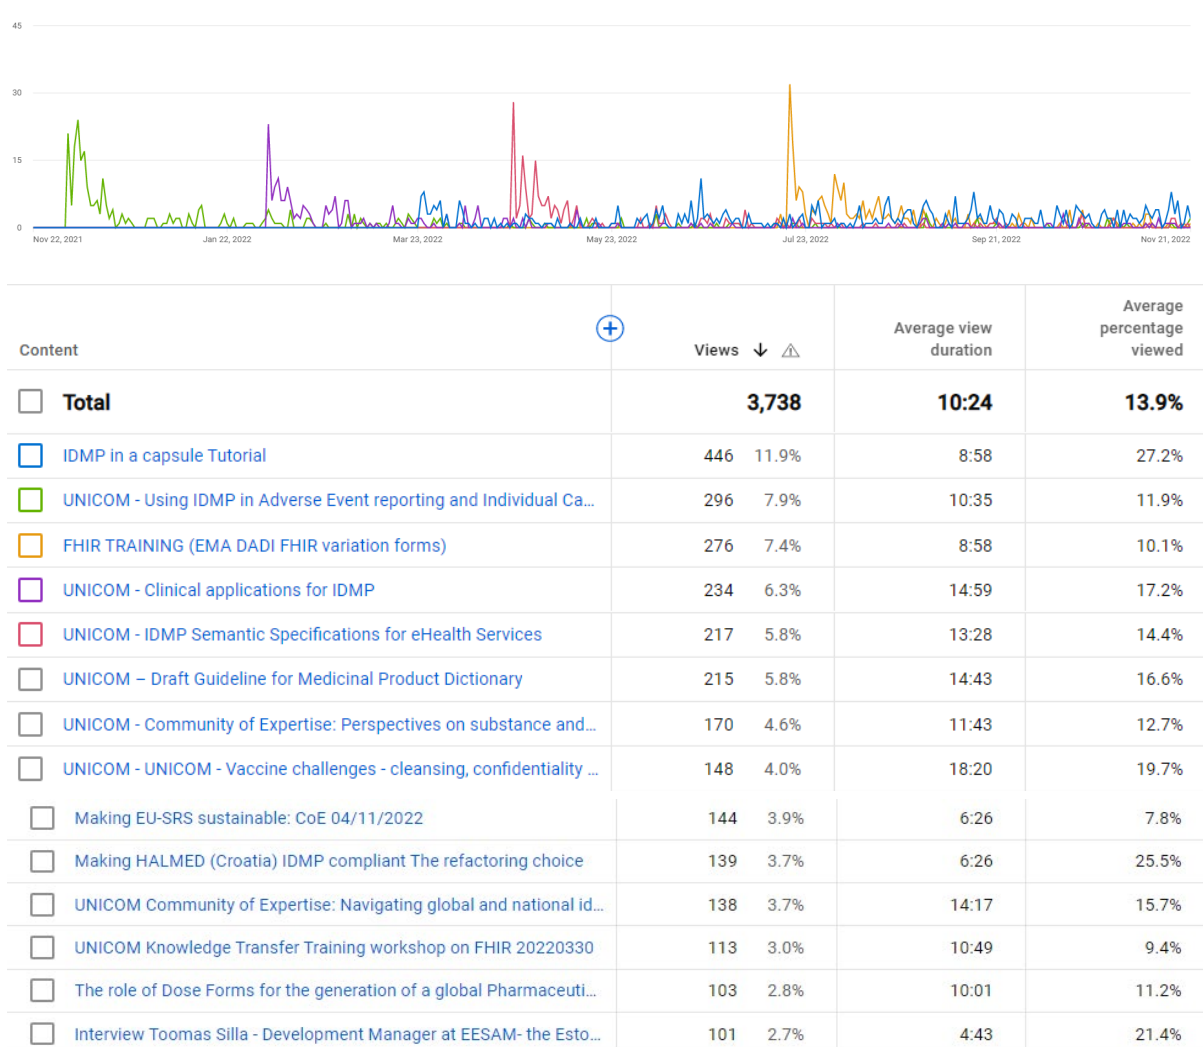 45
30
15
0
Nov 22, 2021 Jan 22, 2022 Mar 23, 2022 May 23, 2022 Jul 23, 2022 Sep 21, 2022 Nov 21, 2022
Content Views Average view duration Average percentage viewed
Total 3,738 10:24 13.9%
IDMP in a capsule Tutorial 446 11.9% 8:58 27.2%
UNICOM - Using IDMP in Adverse Event reporting and Individual Ca... 296 7.9% 10:35 11.9%
FHIR TRAINING (EMA DADI FHIR variation forms) 276 7.4% 8:58 10.1%
UNICOM - Clinical applications for IDMP 234 6.3% 14:59 17.2%
UNICOM - IDMP Semantic Specifications for eHealth Services 217 5.8% 13:28 14.4%
UNICOM – Draft Guideline for Medicinal Product Dictionary 215 5.8% 14:43 16.6%
UNICOM - Community of Expertise: Perspectives on substance and... 170 4.6% 11:43 12.7%
UNICOM - UNICOM - Vaccine challenges - cleansing, confidentiality ... 148 4.0% 18:20 19.7%
Making EU-SRS sustainable: CoE 04/11/2022 144 3.9% 6:26 7.8%
Making HALMED (Croatia) IDMP compliant The refactoring choice 139 3.7% 6:26 25.5%
UNICOM Community of Expertise: Navigating global and national id... 138 3.7% 14:17 15.7%
UNICOM Knowledge Transfer Training workshop on FHIR 20220330 113 3.0% 10:49 9.4%
The role of Dose Forms for the generation of a global Pharmaceuti... 103 2.8% 10:01 11.2%
Interview Toomas Silla - Development Manager at EESAM- the Esto... 101 2.7% 4:43 21.4%